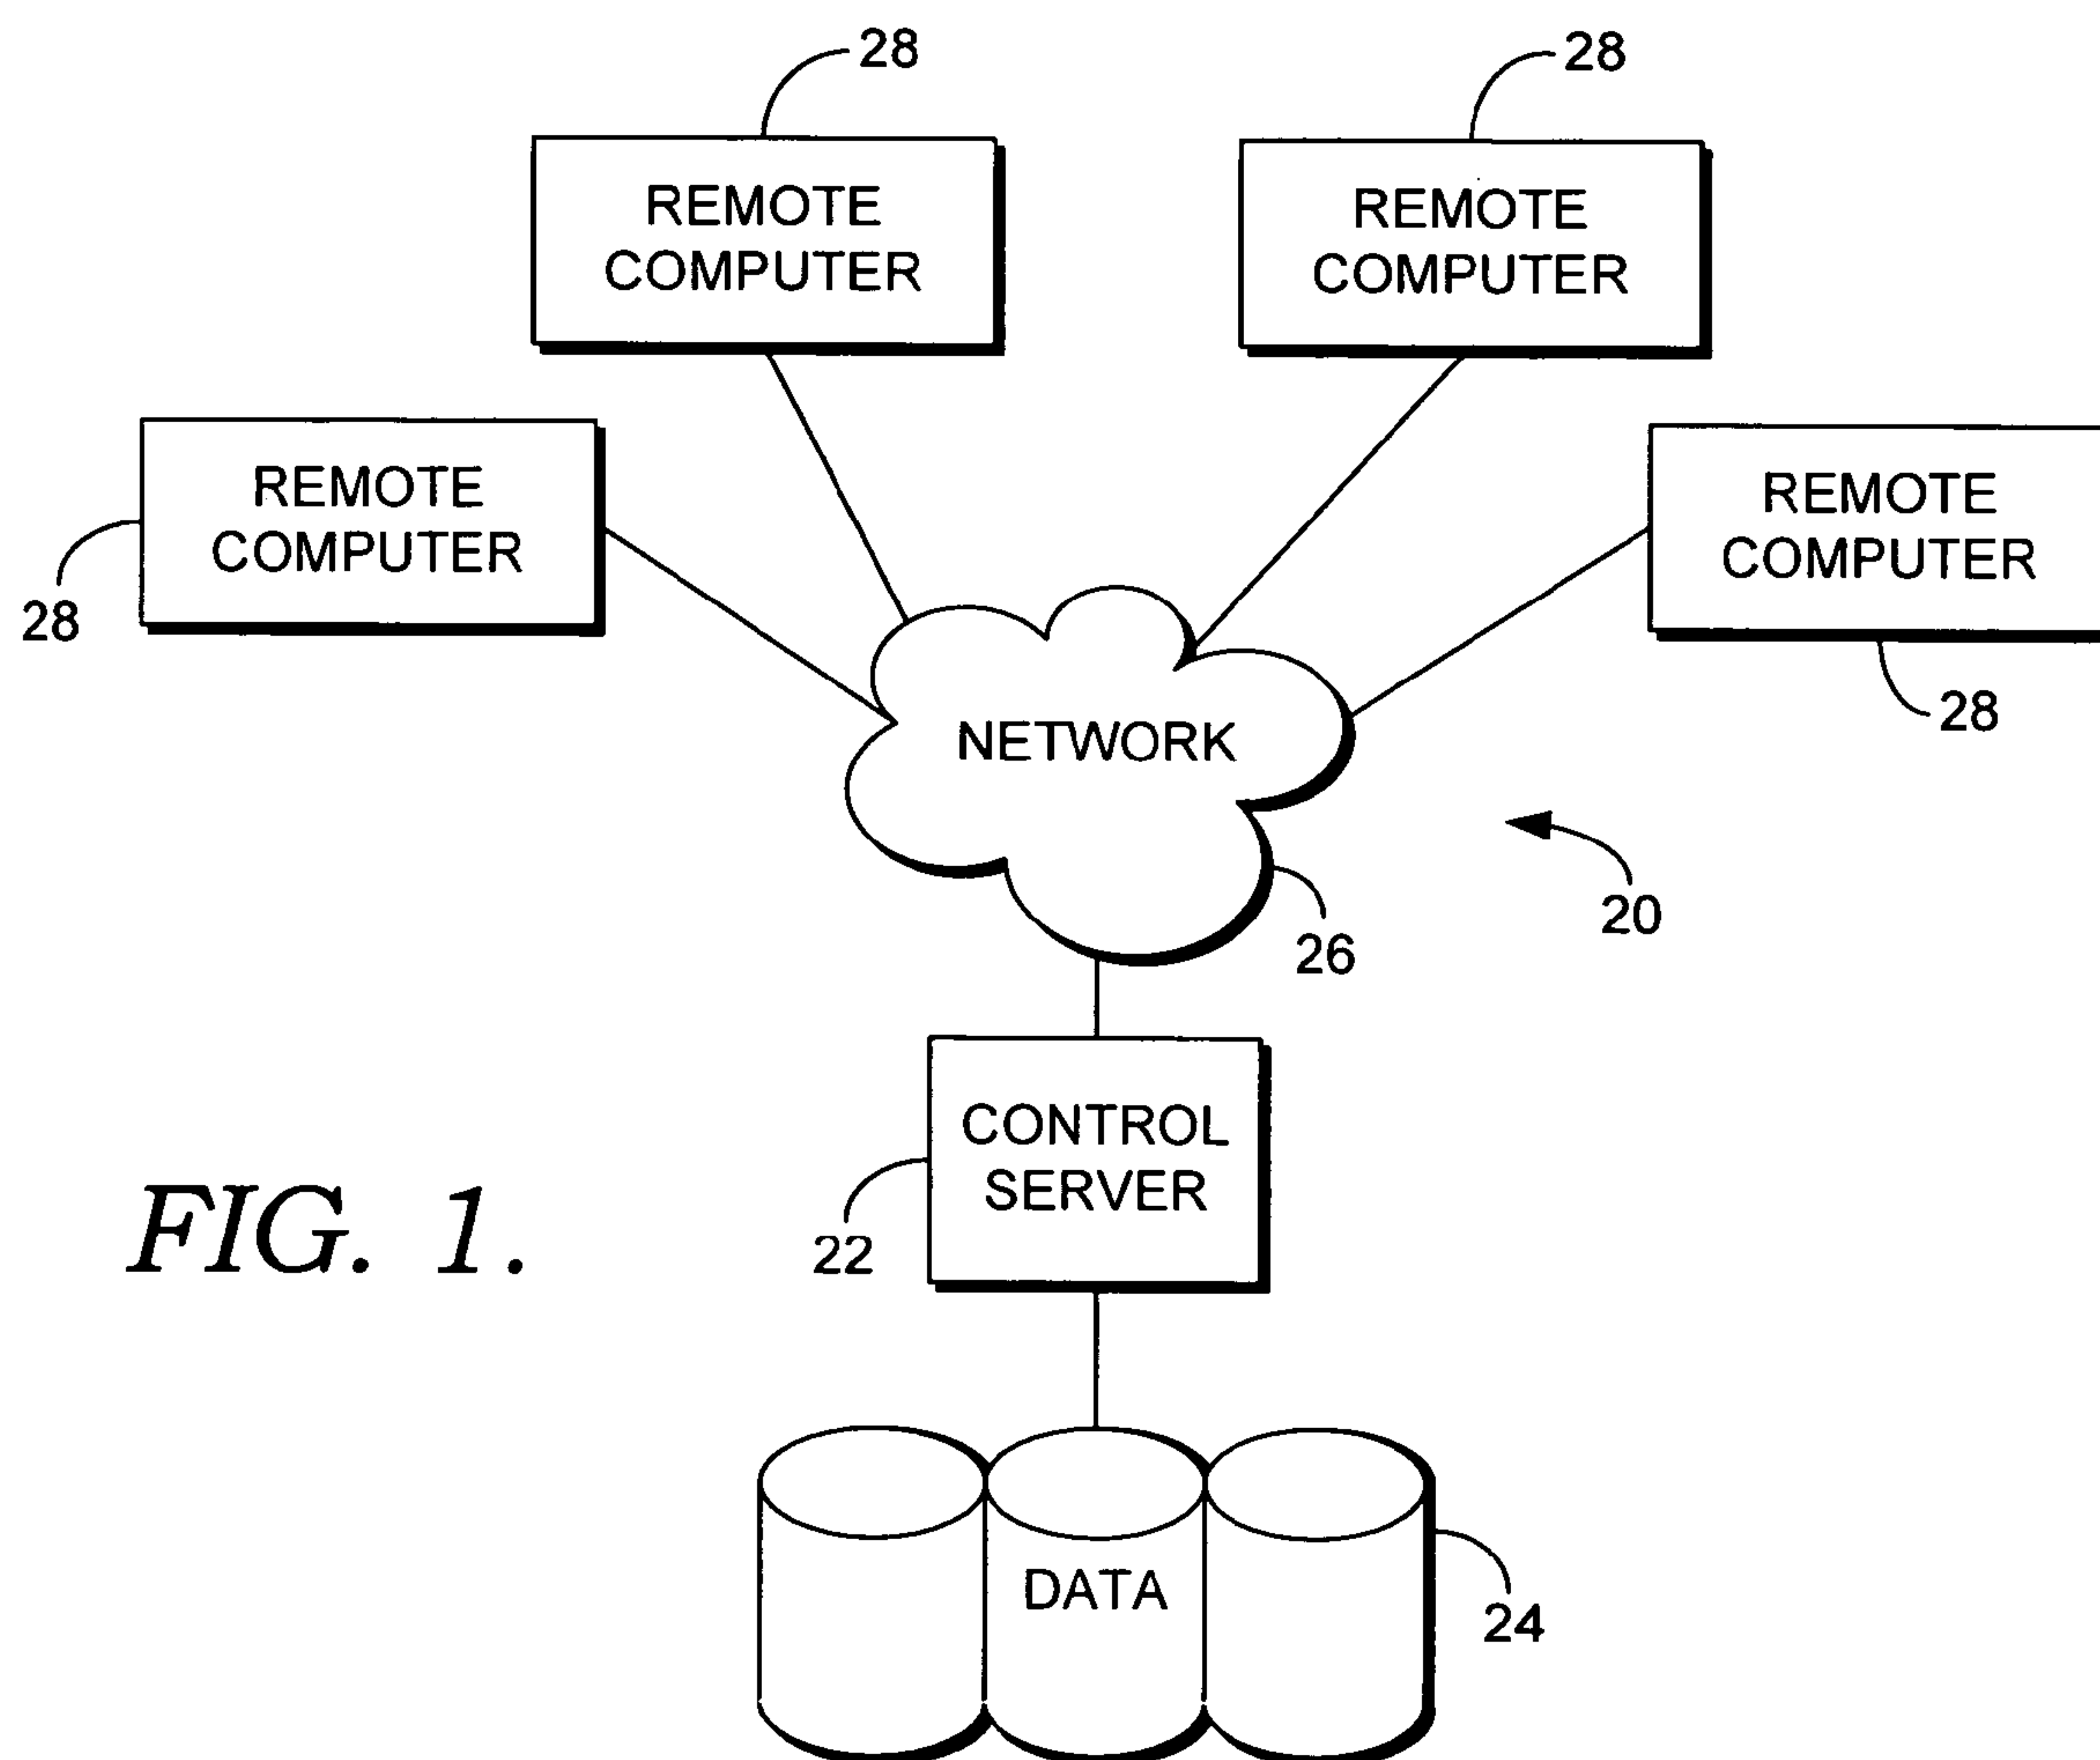 28
28
REMOTE
COMPUTER
REMOTE
COMPUTER
REMOTE
COMPUTER
28
REMOTE
COMPUTER
28
NETWORK
20
26
CONTROL
SERVER
22
FIG. 1.
DATA
24